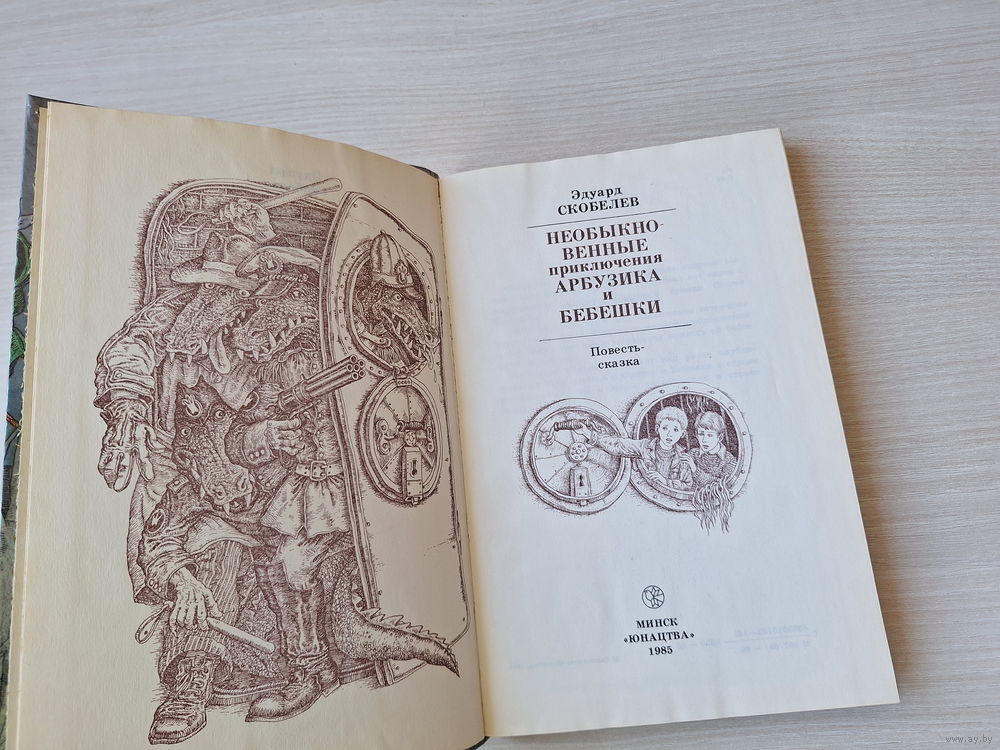 Эдуард
СКОБЕЛЕВ
НЕОБЫКНО-
ВЕННЫЕ
приключения
АРБУЗИКА
и
БЕБЕШКИ
Повесть-
сказка
МИНСК
«ЮНАЦТВА»
1985
www.ay.by